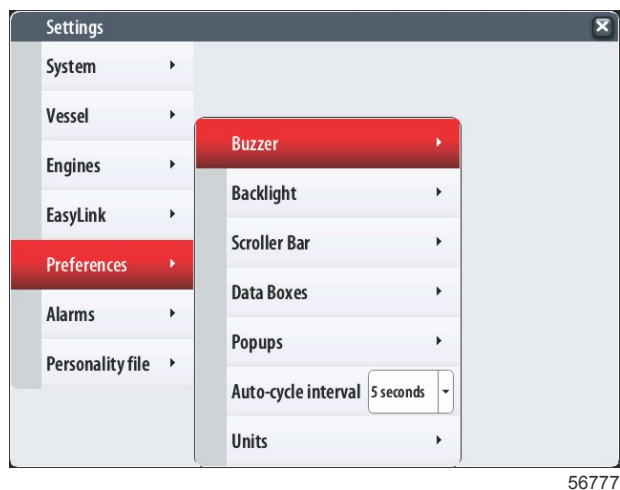 Settings
System
Vessel
Engines
EasyLink
Preferences
Alarms
Personality file
Buzzer
Backlight
Scroller Bar
Data Boxes
Popups
Auto-cycle interval 5 seconds
Units
56777